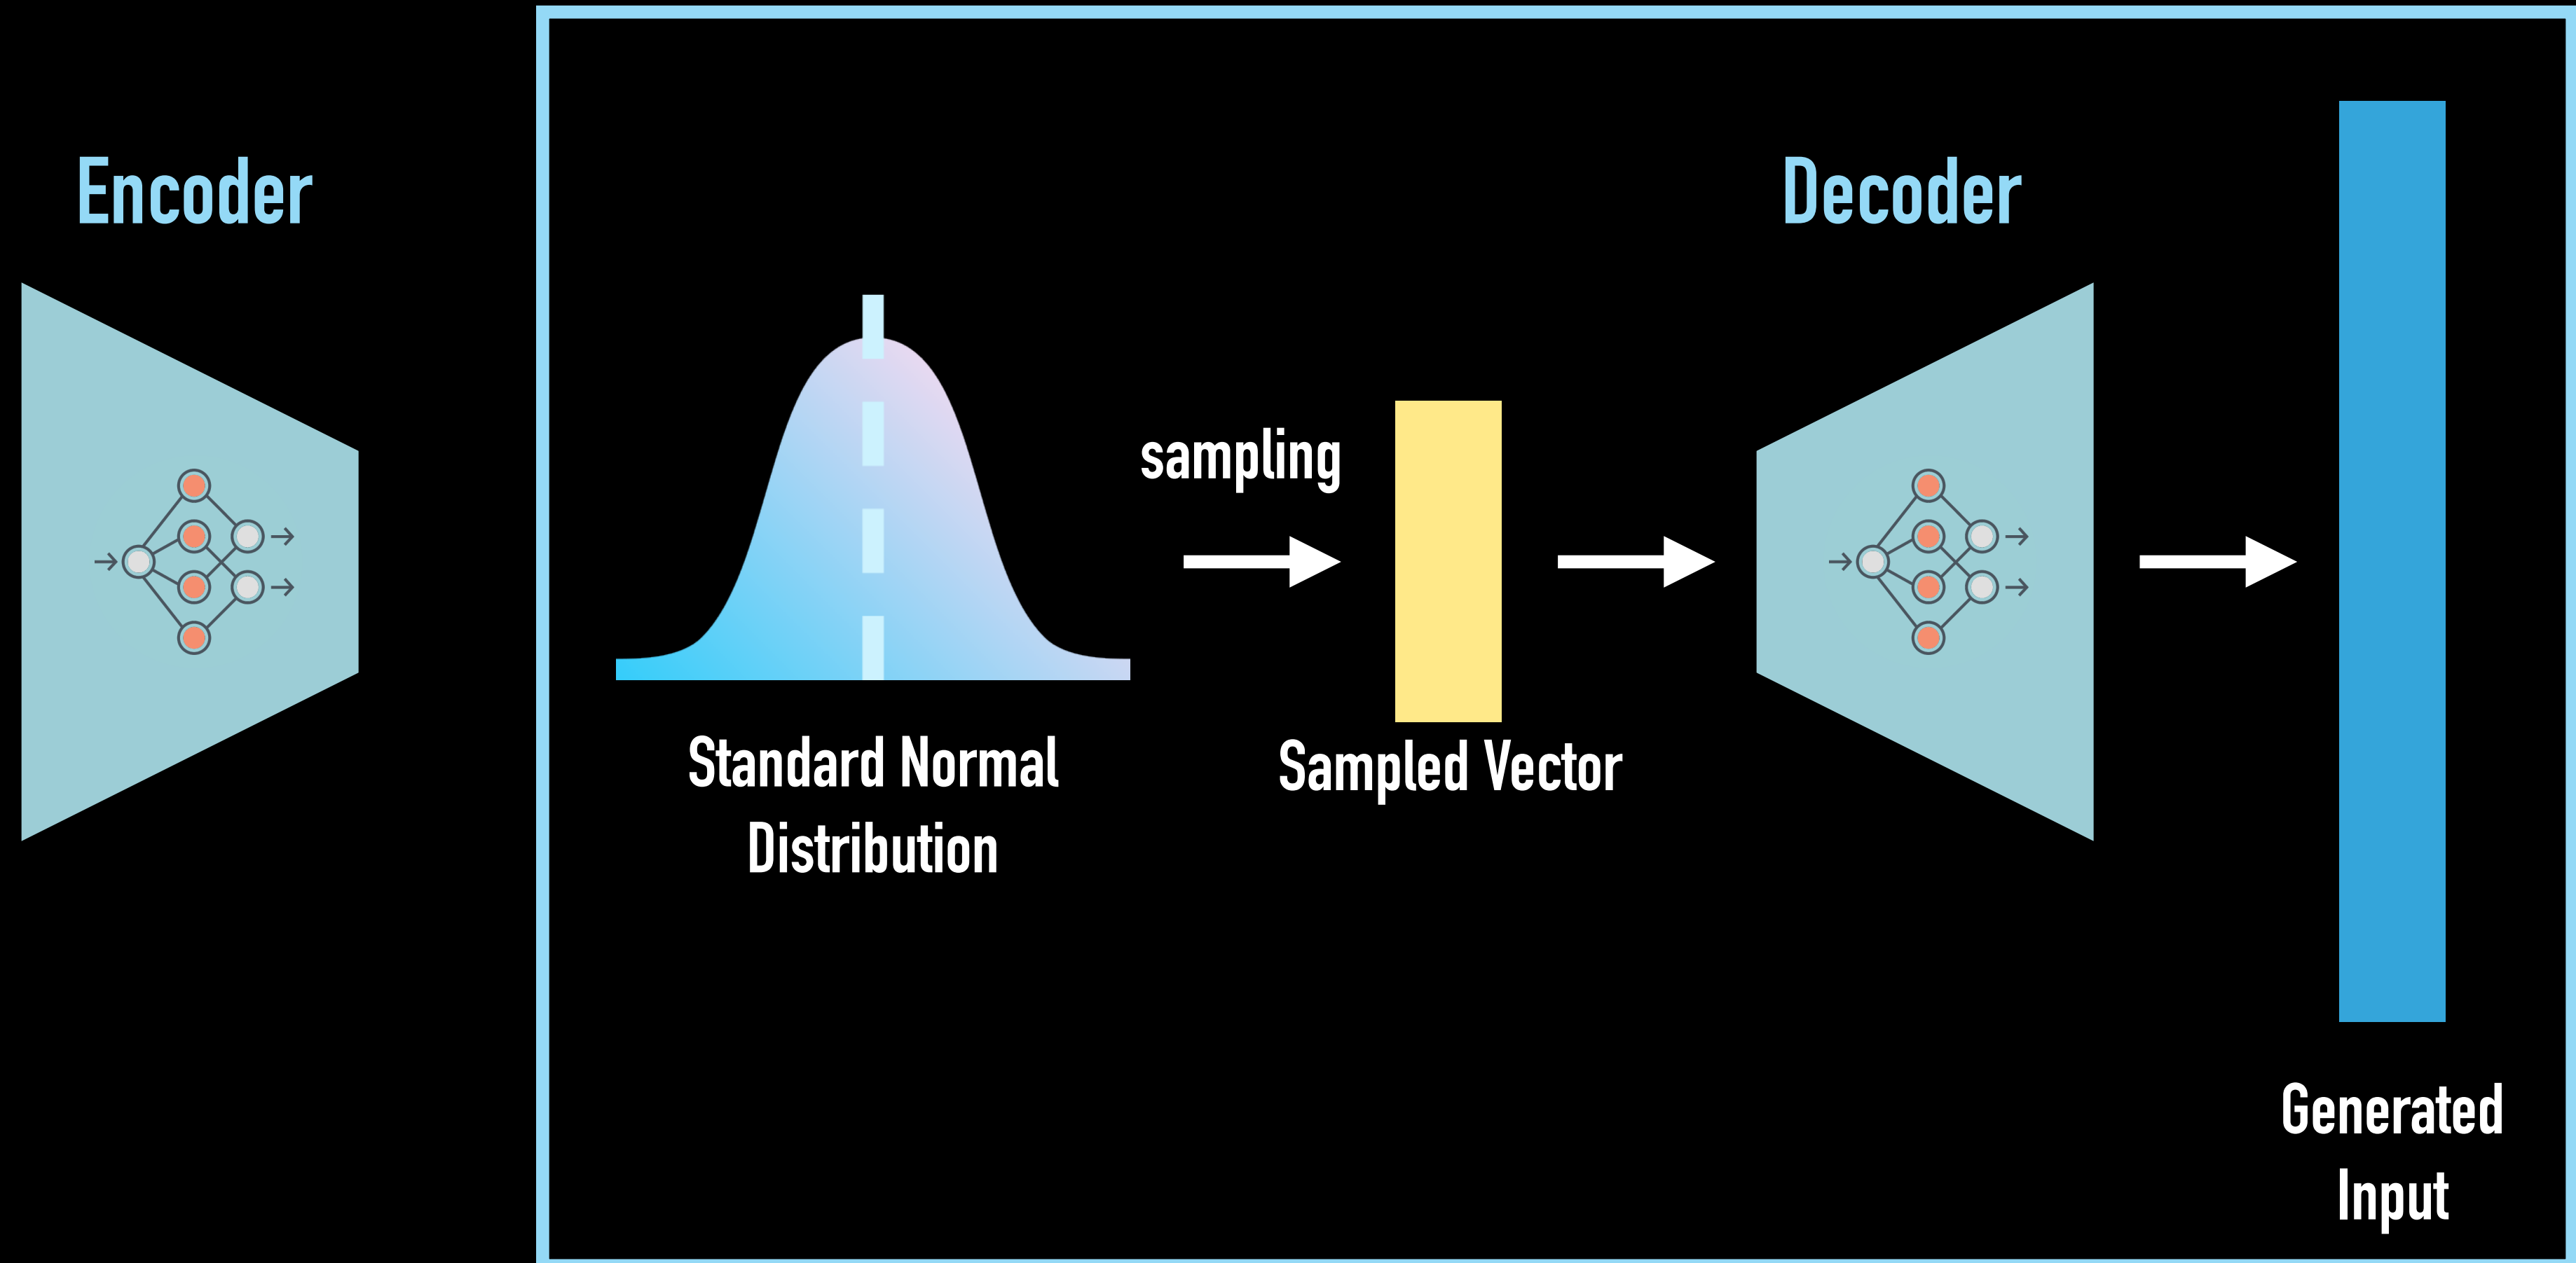 Encoder
Decoder
sampling
Standard Normal
Distribution
Sampled Vector
Generated
Input